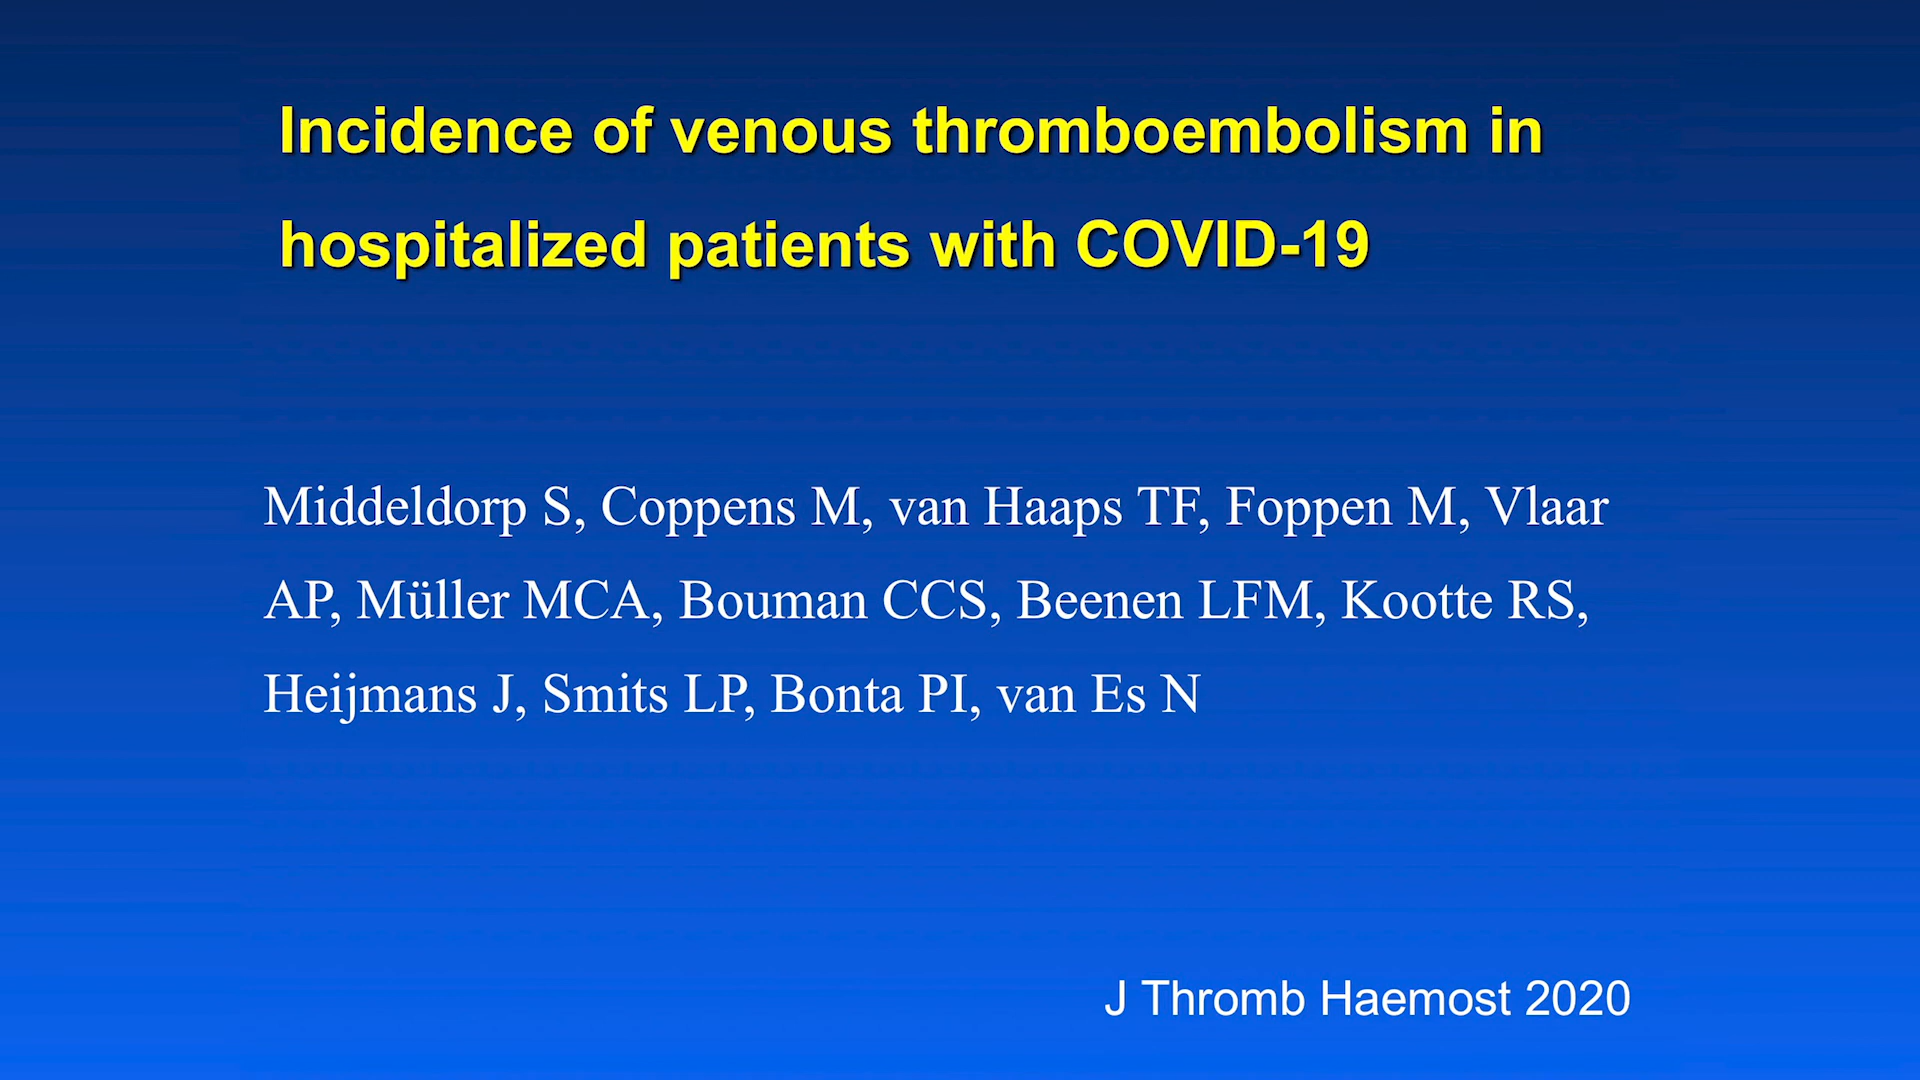 Incidence of venous thromboembolism in
hospitalized patients with COVID-19
Middeldorp S, Coppens M, van Haaps TF, Foppen M, Vlaar
AP, Müller MCA, Bouman CCS, Beenen LFM, Kootte RS,
Heijmans J, Smits LP, Bonta PI, van Es N
J Thromb Haemost 2020